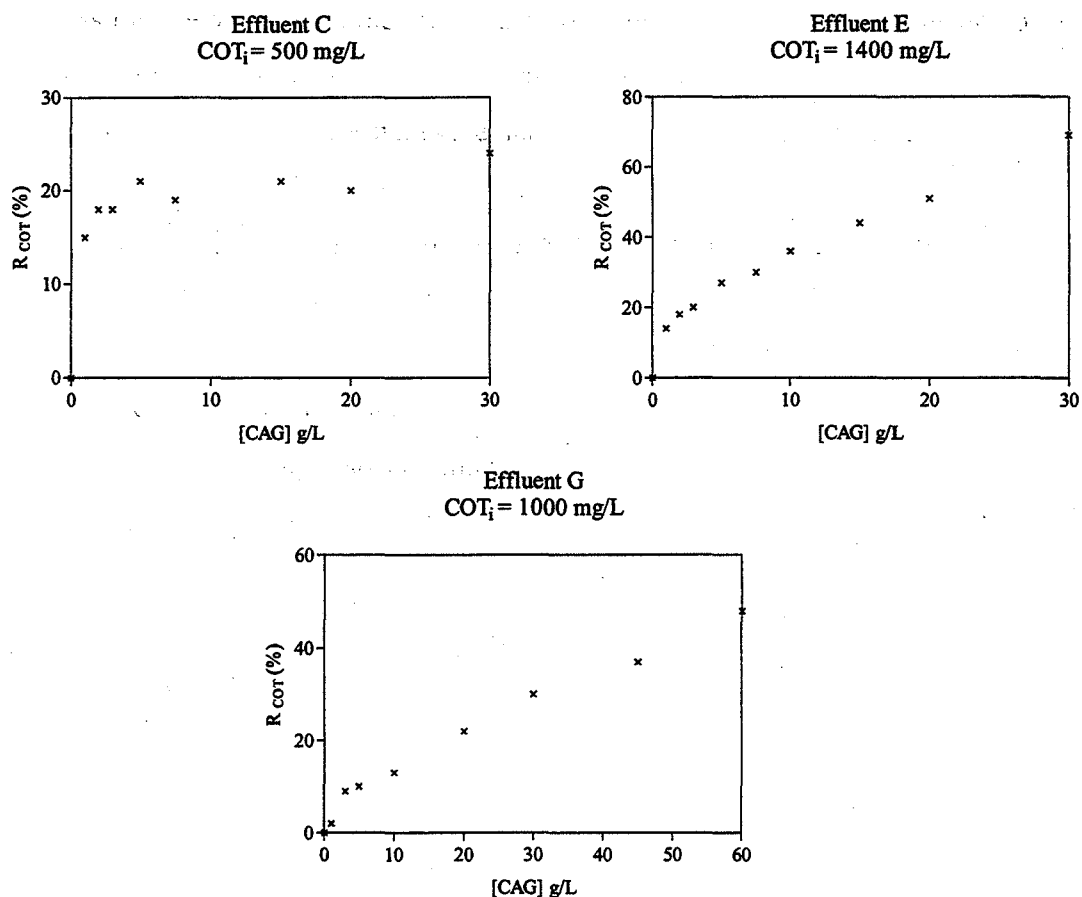 Effluent C
COTi = 500 mg/L
30
20
10
0
R COT (%)
0 10 20 30
[CAG] g/L
Effluent E
COTi = 1400 mg/L
80
60
40
20
0
R COT (%)
0 10 20 30
[CAG] g/L
Effluent G
COTi = 1000 mg/L
60
40
20
0
R COT (%)
0 10 20 30 40 50 60
[CAG] g/L